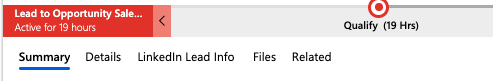 Lead to Opportunity Sale...
Active for 19 hours
Qualify (19 Hrs)
Summary Details LinkedIn Lead Info Files Related